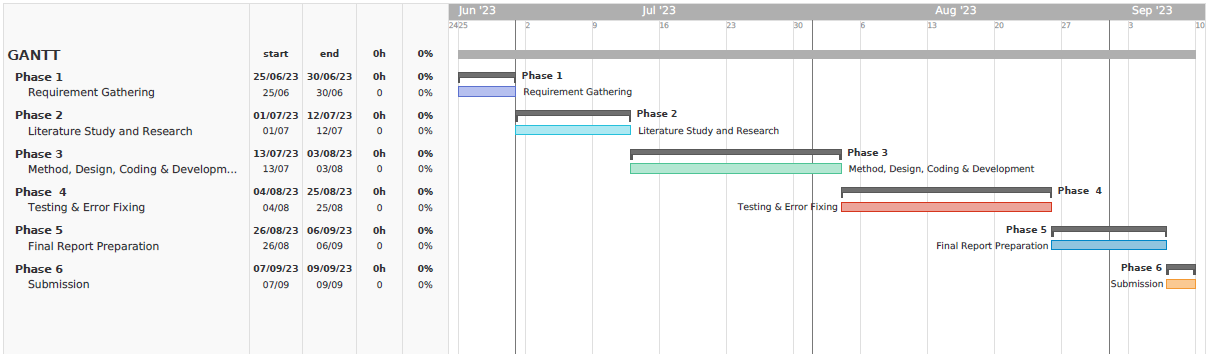 Jun '23 Jul '23 Aug '23 Sep '23
24 25 2 9 16 23 30 6 13 20 27 3 10
GANTT start end 0h 0%
Phase 1 25/06/23 30/06/23 0h 0% Phase 1
Requirement Gathering 25/06 30/06 0 0% Requirement Gathering
Phase 2 01/07/23 12/07/23 0h 0% Phase 2
Literature Study and Research 01/07 12/07 0 0% Literature Study and Research
Phase 3 13/07/23 03/08/23 0h 0% Phase 3
Method, Design, Coding & Developm... 13/07 03/08 0 0% Method, Design, Coding & Development
Phase 4 04/08/23 25/08/23 0h 0% Phase 4
Testing & Error Fixing 04/08 25/08 0 0% Testing & Error Fixing
Phase 5 26/08/23 06/09/23 0h 0% Phase 5
Final Report Preparation 26/08 06/09 0 0% Final Report Preparation
Phase 6 07/09/23 09/09/23 0h 0% Phase 6
Submission 07/09 09/09 0 0% Submission